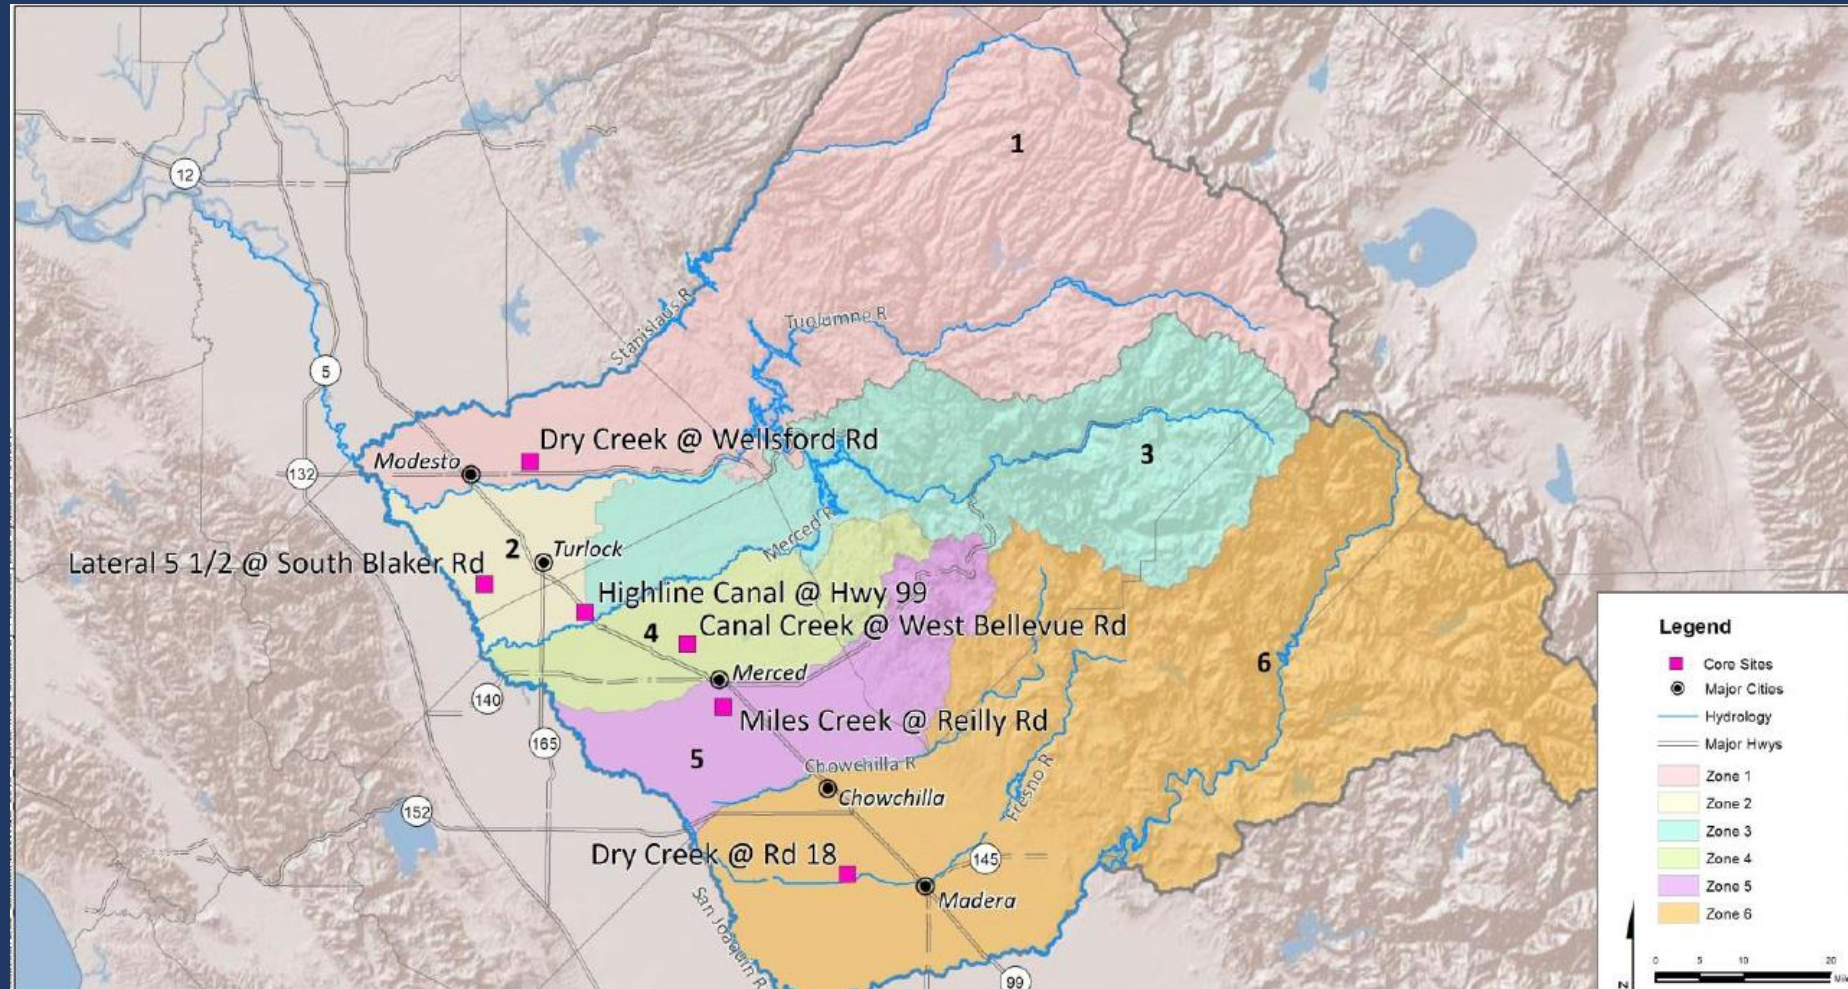 1
12
Tuolumne R
Stanislaus R
5
Dry Creek @ Wellsford Rd
3
Modesto
132
Merced R
2
Turlock
Lateral 5 1/2 @ South Blaker Rd
Highline Canal @ Hwy 99
4
Canal Creek @ West Bellevue Rd
6
Merced
140
Miles Creek @ Reilly Rd
165
5
Chowchilla R
Chowchilla
Fresno R
152
Dry Creek @ Rd 18
145
Madera
San Joaquin R
99
Legend
Core Sites
Major Cities
Hydrology
Major Hwys
Zone 1
Zone 2
Zone 3
Zone 4
Zone 5
Zone 6
0 5 10 20